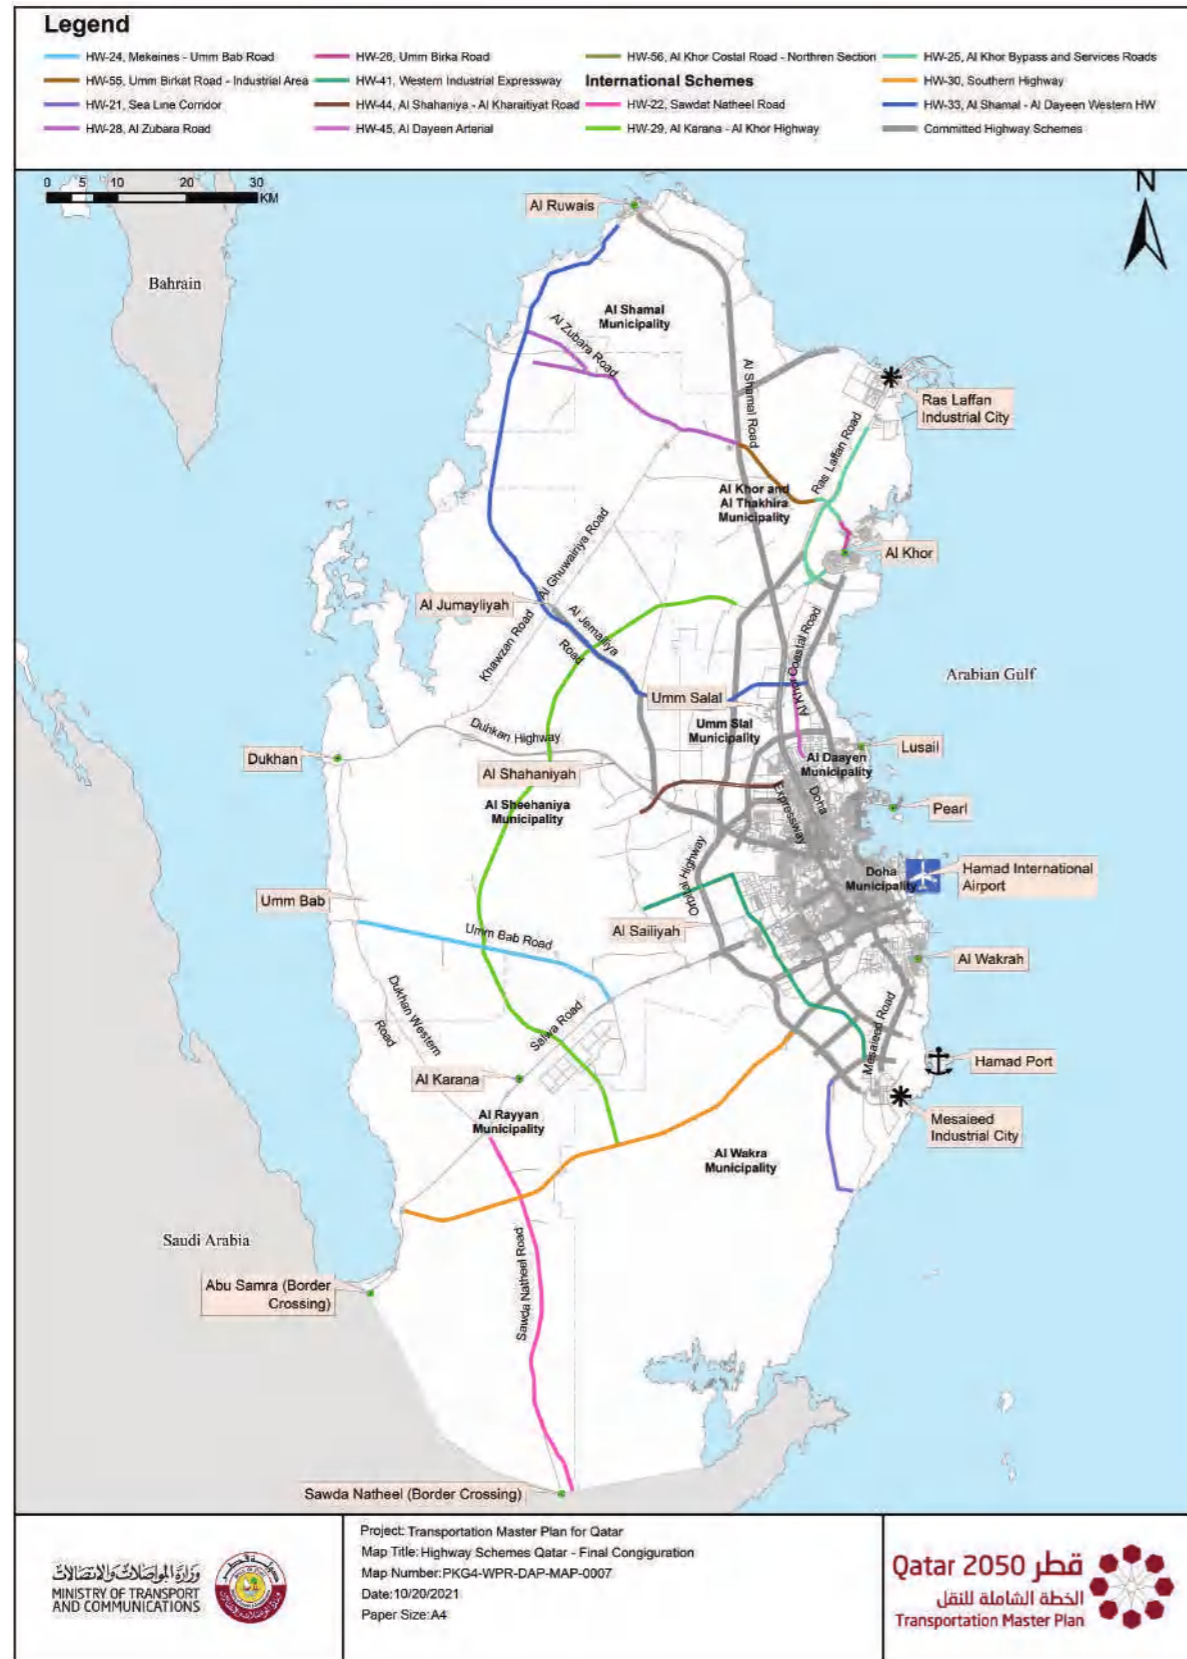 Legend
HW-24, Mekeines - Umm Bab Road
HW-26, Umm Birka Road
HW-56, Al Khor Costal Road - Northren Section
HW-25, Al Khor Bypass and Services Roads
HW-55, Umm Birkat Road - Industrial Area
HW-41, Western Industrial Expressway
International Schemes
HW-30, Southern Highway
HW-21, Sea Line Corridor
HW-44, Al Shahaniya - Al Kharaitiyat Road
HW-22, Sawdat Natheel Road
HW-33, Al Shamal - Al Dayeen Western HW
HW-28, Al Zubara Road
HW-45, Al Dayeen Arterial
HW-29, Al Karana - Al Khor Highway
Committed Highway Schemes
0 5 10 20 30
KM
N
Al Ruwais
Bahrain
Al Shamal
Municipality
Al Zubara Road
Al Shamal Road
Ras Laffan
Industrial City
Ras Laffan Road
Al Khor and
Al Thakhira
Municipality
Al Khor
Al Ghuwairiya Road
Al Jumayliyah
Al Jemailiya
Road
Khawzan Road
Al Khor Coastal Road
Arabian Gulf
Umm Salal
Umm Slal
Municipality
Duhkan Highway
Lusail
Dukhan
Al Daayen
Municipality
Al Shahaniyah
Al Sheehaniya
Municipality
Doha
Expressway
Pearl
Orbital Highway
Doha
Municipality
Hamad International
Airport
Umm Bab
Al Sailiyah
Umm Bab Road
Al Wakrah
Dukhan Western
Road
Salwa Road
Mesaieed Road
Hamad Port
Al Karana
Al Rayyan
Municipality
Mesaieed
Industrial City
Al Wakra
Municipality
Saudi Arabia
Sawda Natheel Road
Abu Samra (Border
Crossing)
Sawda Natheel (Border Crossing)
وزارة المواصلات والاتصالات
MINISTRY OF TRANSPORT
AND COMMUNICATIONS
Project: Transportation Master Plan for Qatar
Map Title: Highway Schemes Qatar - Final Congiguration
Map Number:PKG4-WPR-DAP-MAP-0007
Date:10/20/2021
Paper Size:A4
Qatar 2050 قطر
الخطة الشاملة للنقل
Transportation Master Plan